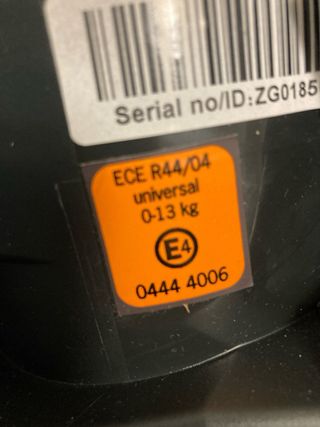 Serial no/ID:ZG0185
ECE R44/04
universal
0-13 kg
E4
0444 4006